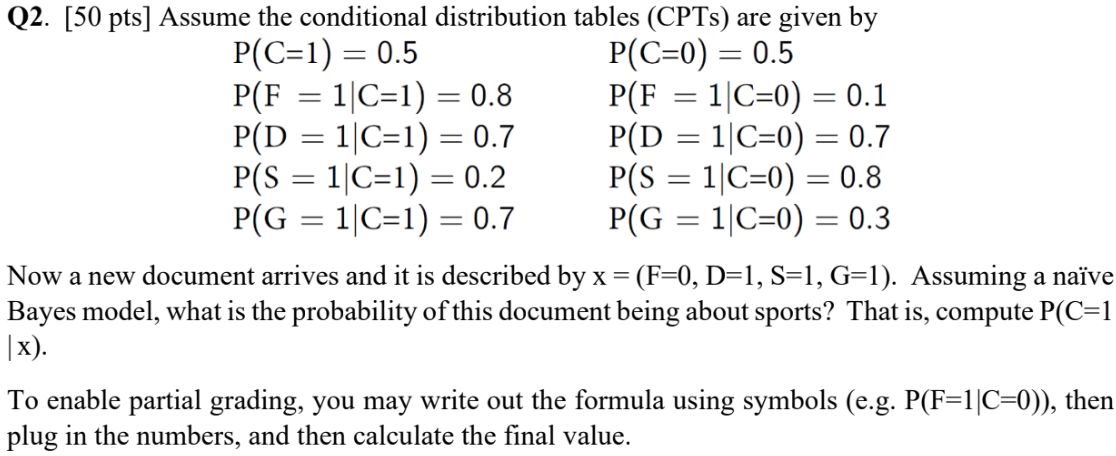 Q2. [50 pts] Assume the conditional distribution tables (CPTs) are given by
P(C=1) = 0.5 P(C=0) = 0.5
P(F = 1|C=1) = 0.8 P(F = 1|C=0) = 0.1
P(D = 1|C=1) = 0.7 P(D = 1|C=0) = 0.7
P(S = 1|C=1) = 0.2 P(S = 1|C=0) = 0.8
P(G = 1|C=1) = 0.7 P(G = 1|C=0) = 0.3
Now a new document arrives and it is described by x = (F=0, D=1, S=1, G=1). Assuming a naïve
Bayes model, what is the probability of this document being about sports? That is, compute P(C=1
|x).
To enable partial grading, you may write out the formula using symbols (e.g. P(F=1|C=0)), then
plug in the numbers, and then calculate the final value.